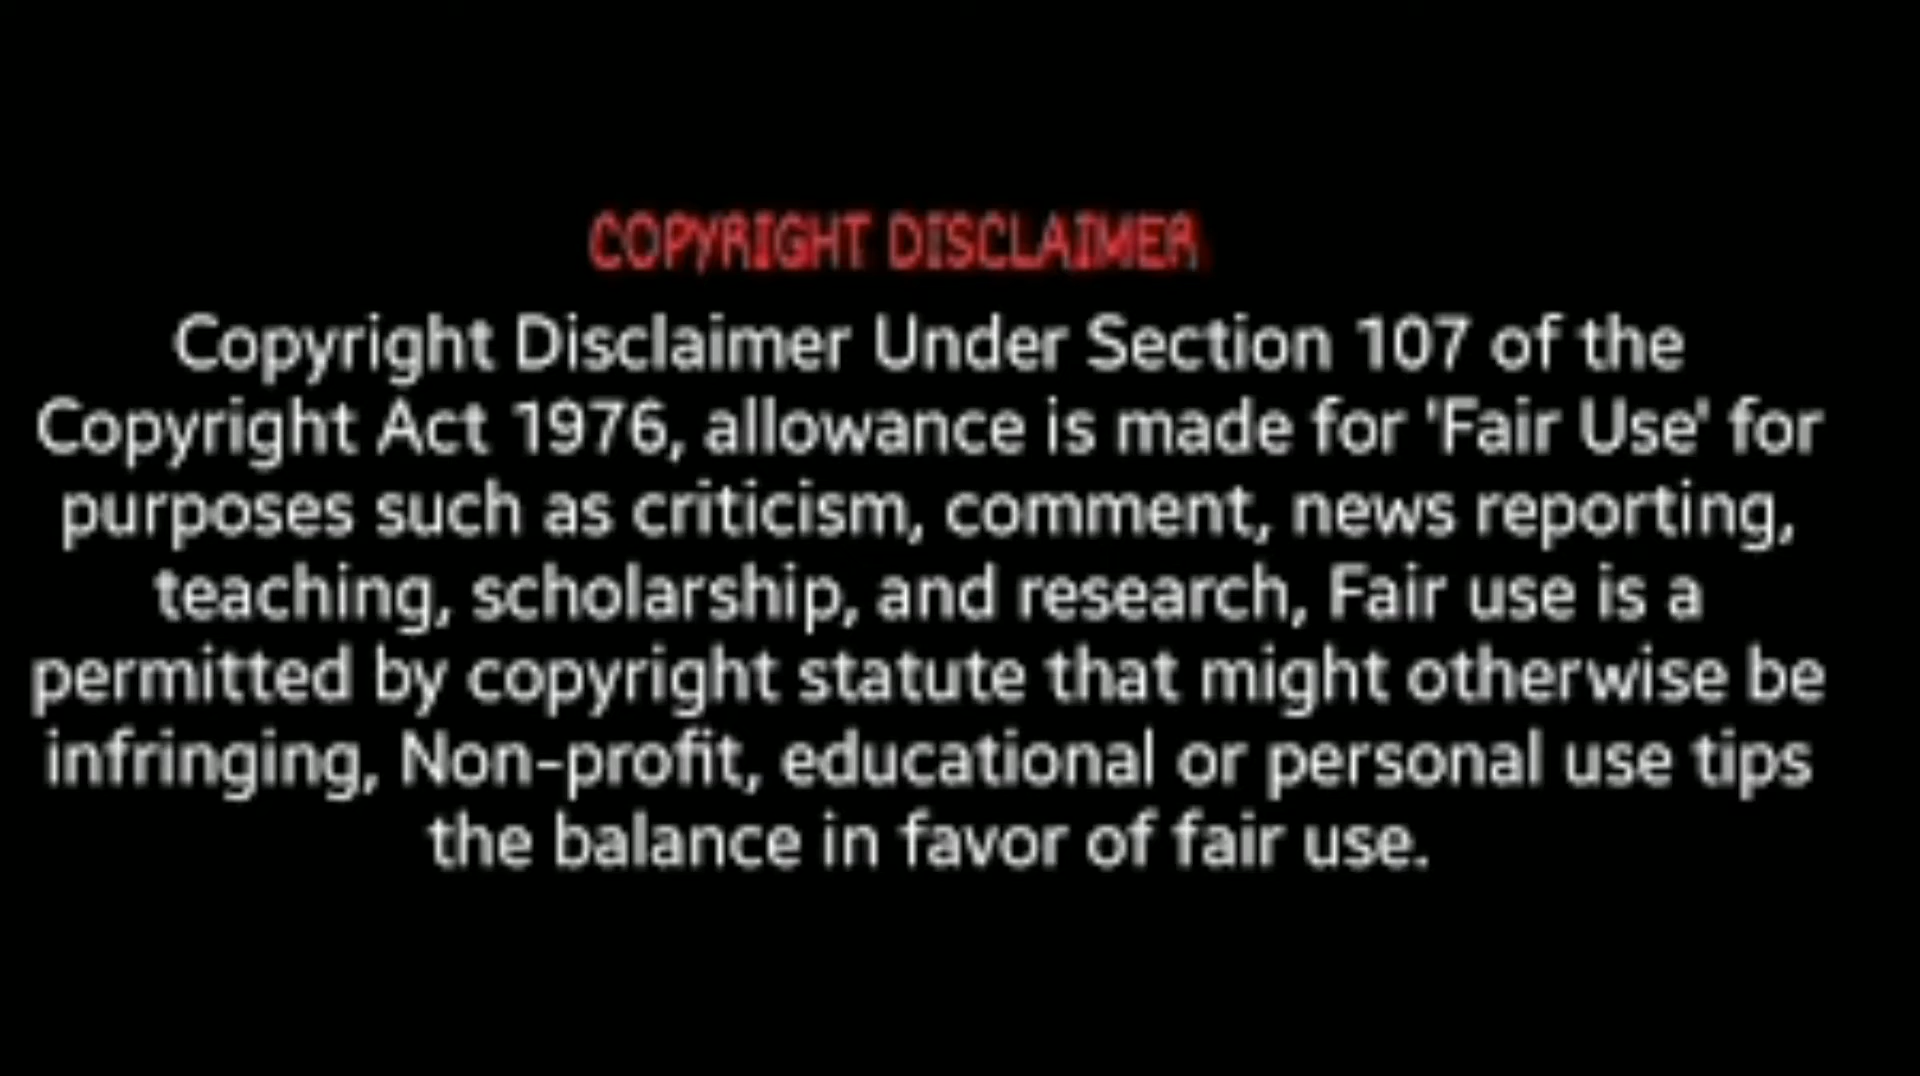 COPYRIGHT DISCLAIMER
Copyright Disclaimer Under Section 107 of the
Copyright Act 1976, allowance is made for 'Fair Use' for
purposes such as criticism, comment, news reporting,
teaching, scholarship, and research, Fair use is a
permitted by copyright statute that might otherwise be
infringing, Non-profit, educational or personal use tips
the balance in favor of fair use.